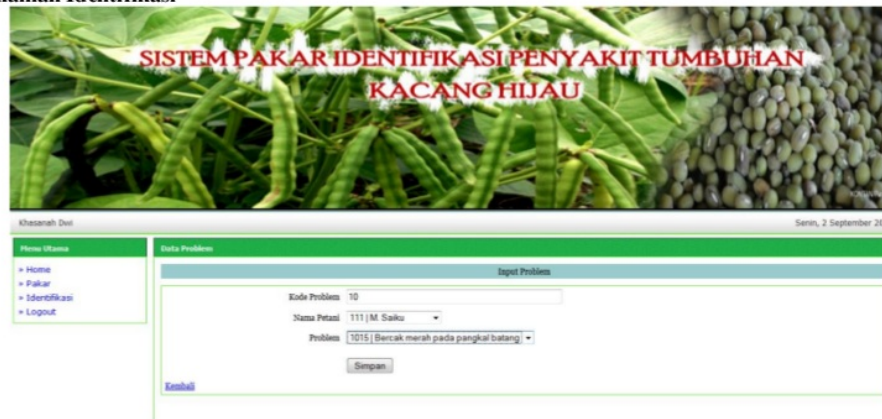 SISTEM PAKAR IDENTIFIKASI PENYAKIT TUMBUHAN
KACANG HIJAU
Khasanah Dwi
Senin, 2 September
Menu Utama
» Home
» Pakar
» Identifikasi
» Logout
Data Problem
Input Problem
Kode Problem 10
Nama Petani 111 | M. Saiku
Problem 1015 | Bercak merah pada pangkal batang
Simpan
Kembali